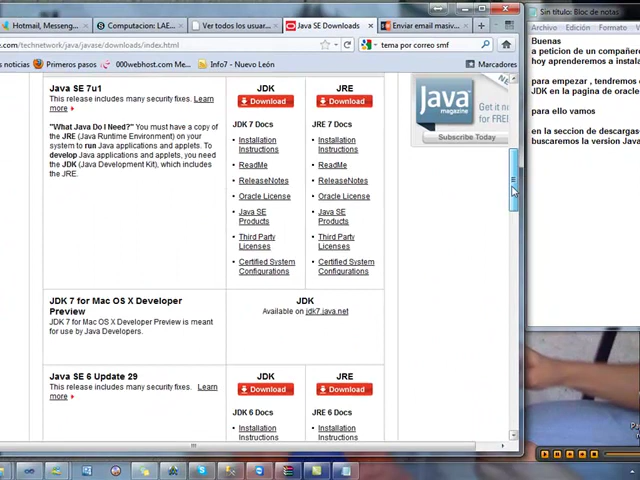 Sin título: Bloc de notas
Hotmail, Messeng...
Computacion: LAE...
Ver todos los usuar...
Java SE Downloads
Enviar email masiv...
Archivo Edición Formato
e.com/technetwork/java/javase/downloads/index.html
tema por correo smf
noticias
Primeros pasos
000webhost.com Me...
Info7 - Nuevo León
Marcadores
Buenas
a peticion de un compañero
hoy aprenderemos a instala
para empezar , tendremos
JDK en la pagina de oracle
para ello vamos
en la seccion de descargas
buscaremos la version Java
Java SE 7u1
This release includes many security fixes. Learn
more
"What Java Do I Need?" You must have a copy of
the JRE (Java Runtime Environment) on your
system to run Java applications and applets. To
develop Java applications and applets, you need
the JDK (Java Development Kit), which includes
the JRE.
JDK
Download
JDK 7 Docs
Installation
Instructions
ReadMe
ReleaseNotes
Oracle License
Java SE
Products
Third Party
Licenses
Certified System
Configurations
JRE
Download
JRE 7 Docs
Installation
Instructions
ReadMe
ReleaseNotes
Oracle License
Java SE
Products
Third Party
Licenses
Certified System
Configurations
Java
magazine
Get it
Subscribe Today
JDK 7 for Mac OS X Developer
Preview
JDK 7 for Mac OS X Developer Preview is meant
for use by Java Developers.
JDK
Available on jdk7.java.net
Java SE 6 Update 29
This release includes many security fixes. Learn
more
JDK
Download
JDK 6 Docs
Installation
Instructions
JRE
Download
JRE 6 Docs
Installation
Instructions